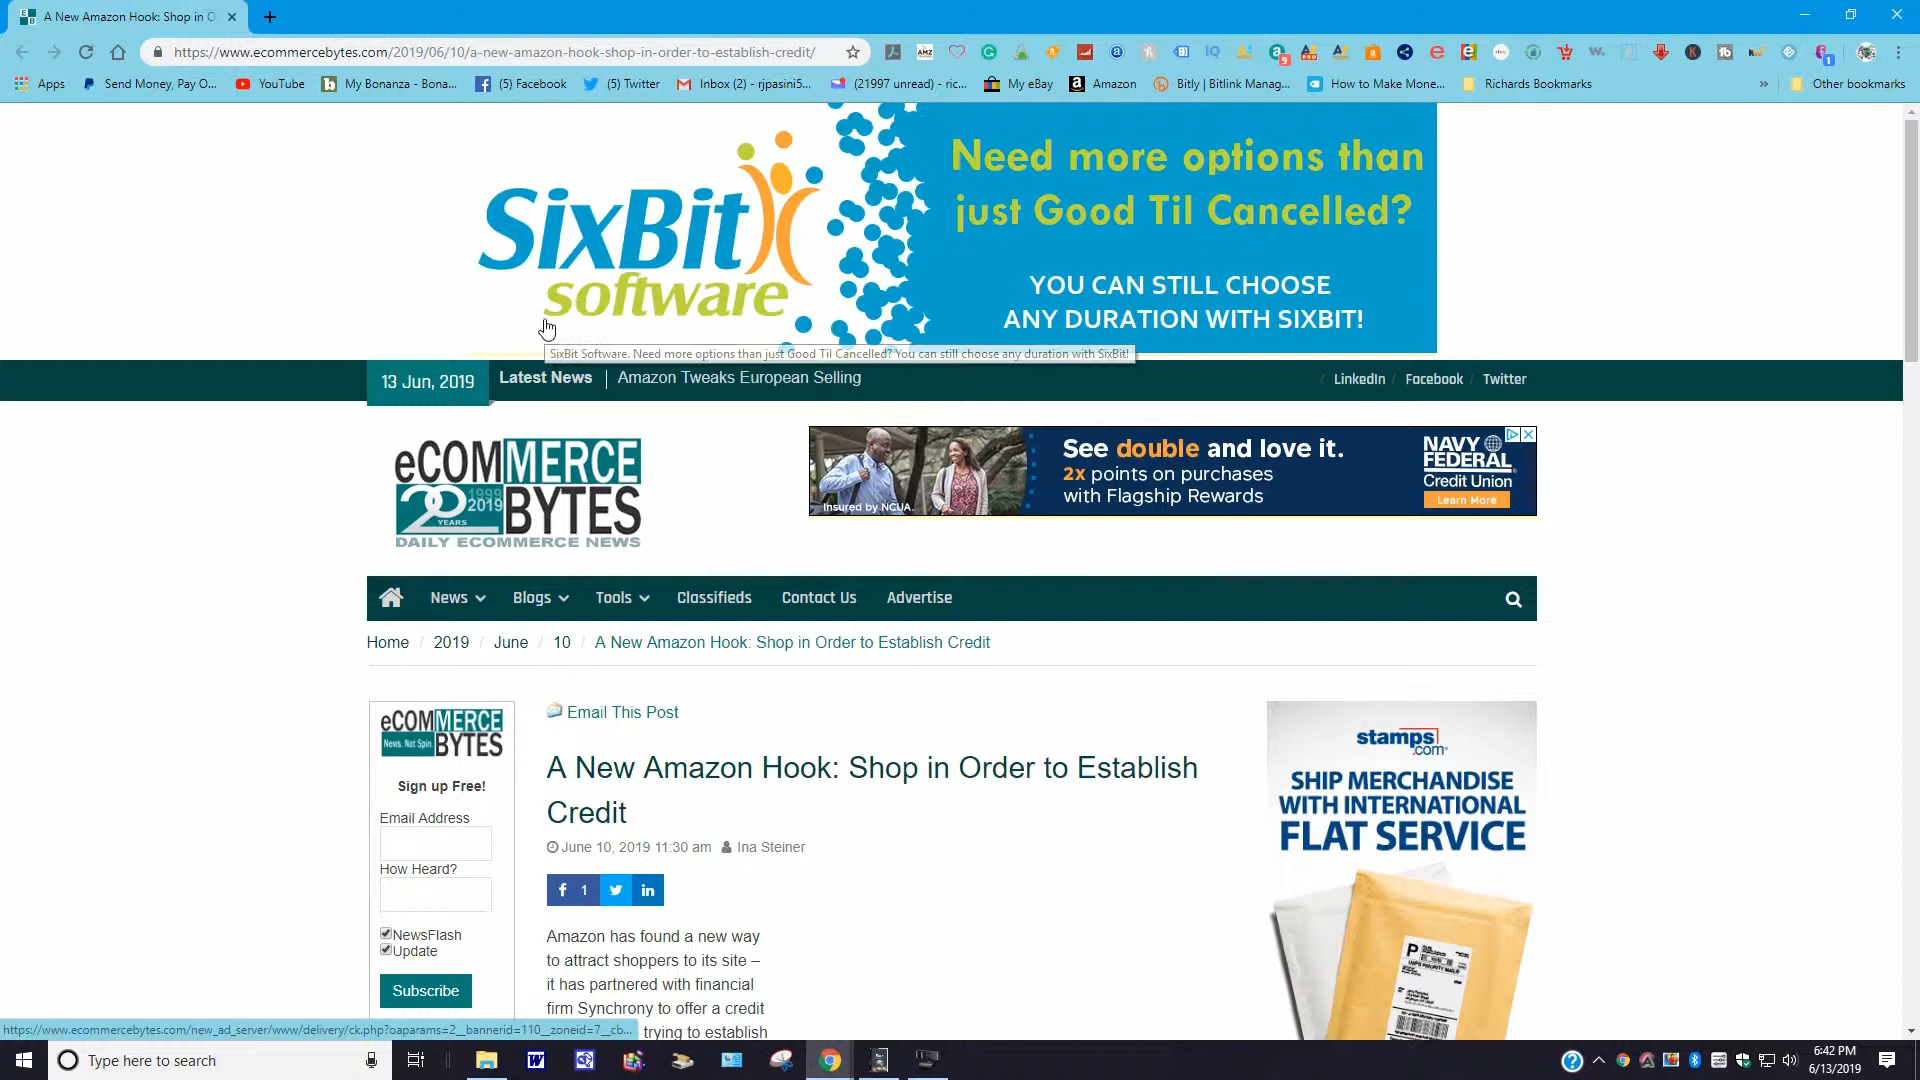 A New Amazon Hook: Shop in O
https://www.ecommercebytes.com/2019/06/10/a-new-amazon-hook-shop-in-order-to-establish-credit/
Apps
Send Money, Pay O...
YouTube
My Bonanza - Bona...
(5) Facebook
(5) Twitter
Inbox (2) - rjpasini5...
(21997 unread) - ric...
My eBay
Amazon
Bitly | Bitlink Manag...
How to Make Mone...
Richards Bookmarks
Other bookmarks
SixBit
software
Need more options than
just Good Til Cancelled?
YOU CAN STILL CHOOSE
ANY DURATION WITH SIXBIT!
SixBit Software. Need more options than just Good Til Cancelled? You can still choose any duration with SixBit!
13 Jun, 2019
Latest News
Amazon Tweaks European Selling
LinkedIn
Facebook
Twitter
eCOMMERCE
20 YEARS 1999 2019 BYTES
DAILY ECOMMERCE NEWS
See double and love it.
2x points on purchases
with Flagship Rewards
Insured by NCUA.
NAVY
FEDERAL
Credit Union
Learn More
News
Blogs
Tools
Classifieds
Contact Us
Advertise
Home / 2019 / June / 10 / A New Amazon Hook: Shop in Order to Establish Credit
eCOMMERCE
News. Not Spin. BYTES
Sign up Free!
Email Address
How Heard?
NewsFlash
Update
Subscribe
Email This Post
A New Amazon Hook: Shop in Order to Establish
Credit
June 10, 2019 11:30 am Ina Steiner
1
Amazon has found a new way
to attract shoppers to its site –
it has partnered with financial
firm Synchrony to offer a credit
trying to establish
stamps
.com
SHIP MERCHANDISE
WITH INTERNATIONAL
FLAT SERVICE
P
https://www.ecommercebytes.com/new_ad_server/www/delivery/ck.php?oaparams=2__bannerid=110__zoneid=7__cb...
Type here to search
6:42 PM
6/13/2019